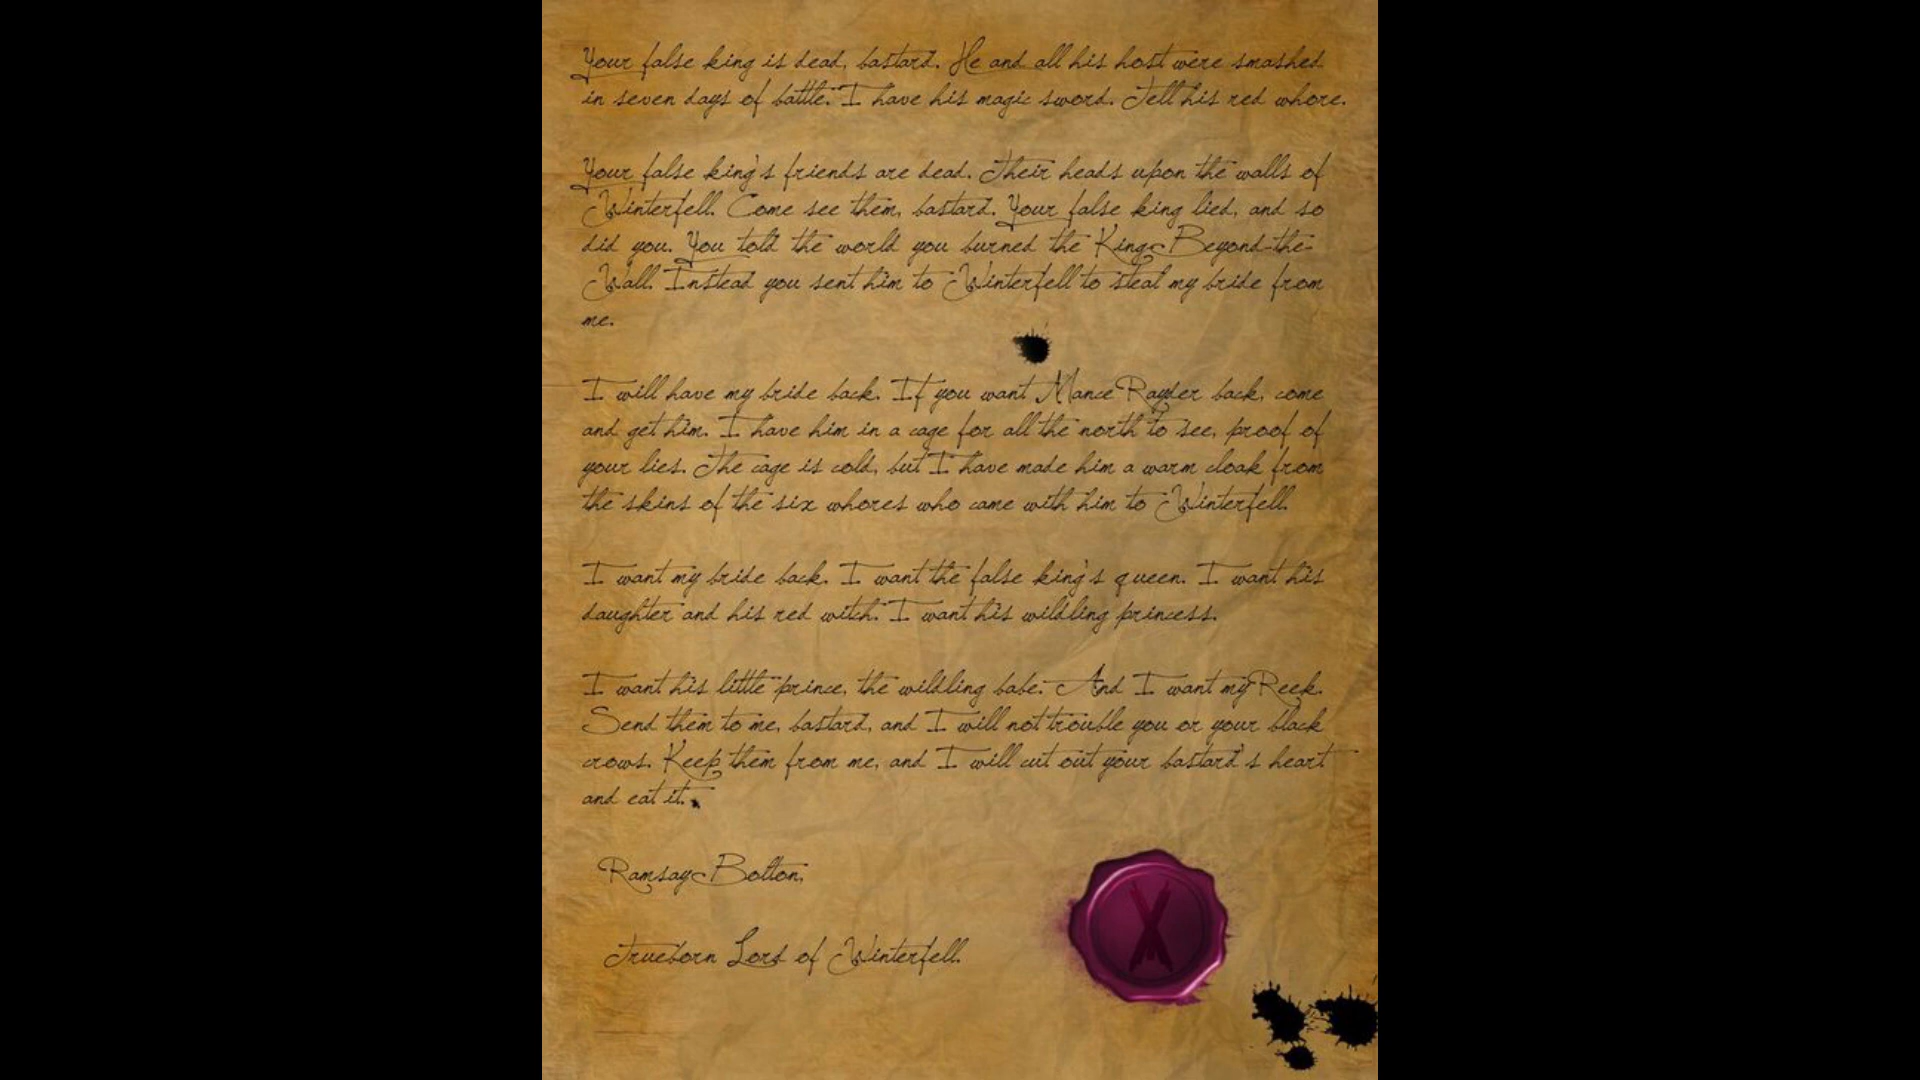 Your false king is dead, bastard. He and all his host were smashed
in seven days of battle. I have his magic sword. Tell his red whore.
Your false king's friends are dead. Their heads upon the walls of
Winterfell. Come see them, bastard. Your false king lied, and so
did you. You told the world you burned the King-Beyond-the-
Wall. Instead you sent him to Winterfell to steal my bride from
me.
I will have my bride back. If you want Mance Rayder back, come
and get him. I have him in a cage for all the north to see, proof of
your lies. The cage is cold, but I have made him a warm cloak from
the skins of the six whores who came with him to Winterfell.
I want my bride back. I want the false king's queen. I want his
daughter and his red witch. I want his wildling princess.
I want his little prince, the wildling babe. And I want my Reek.
Send them to me, bastard, and I will not trouble you or your black
crows. Keep them from me, and I will cut out your bastard's heart
and eat it.
Ramsay Bolton,
Trueborn Lord of Winterfell.